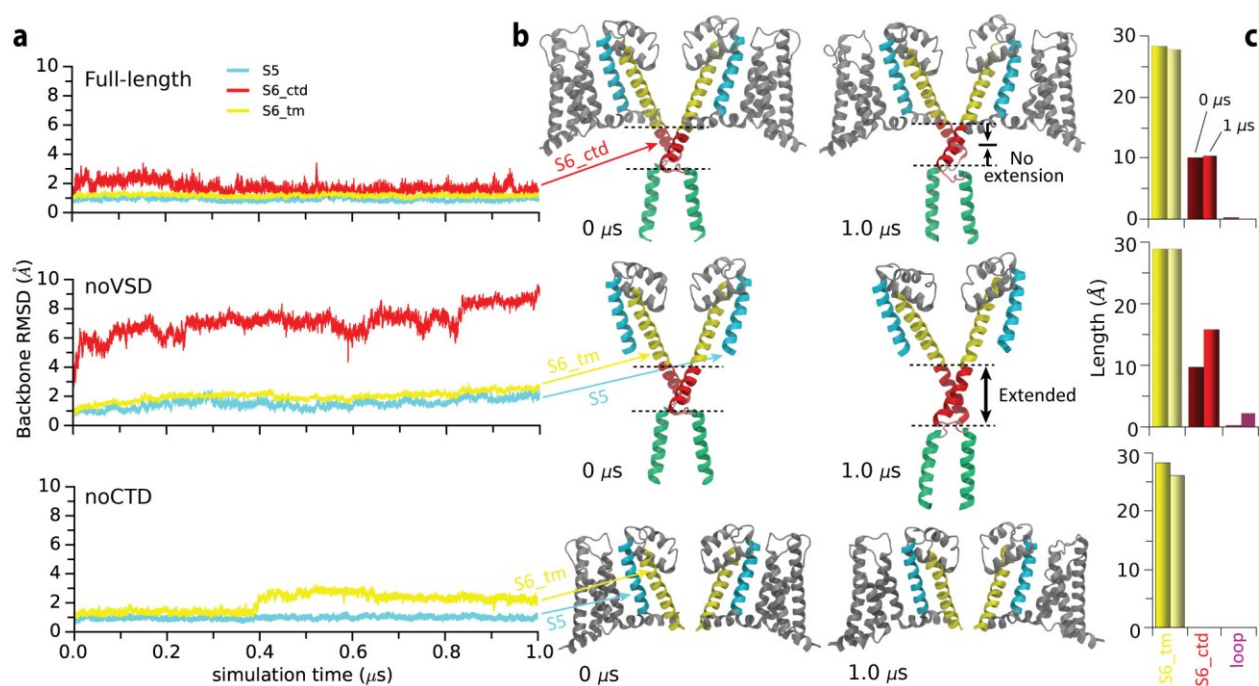 a
b
c
Full-length
S5
S6_ctd
S6_tm
10
8
6
4
2
0
S6_ctd
0 μs
1.0 μs
No
extension
30
20
10
0
0 μs
1 μs
noVSD
Backbone RMSD (Å)
10
8
6
4
2
0
S6_tm
S5
0 μs
1.0 μs
Extended
Length (Å)
30
20
10
0
noCTD
10
8
6
4
2
0
0.0
0.2
0.4
0.6
0.8
1.0
simulation time (μs)
S6_tm
S5
0 μs
1.0 μs
30
20
10
0
S6_tm
S6_ctd
loop